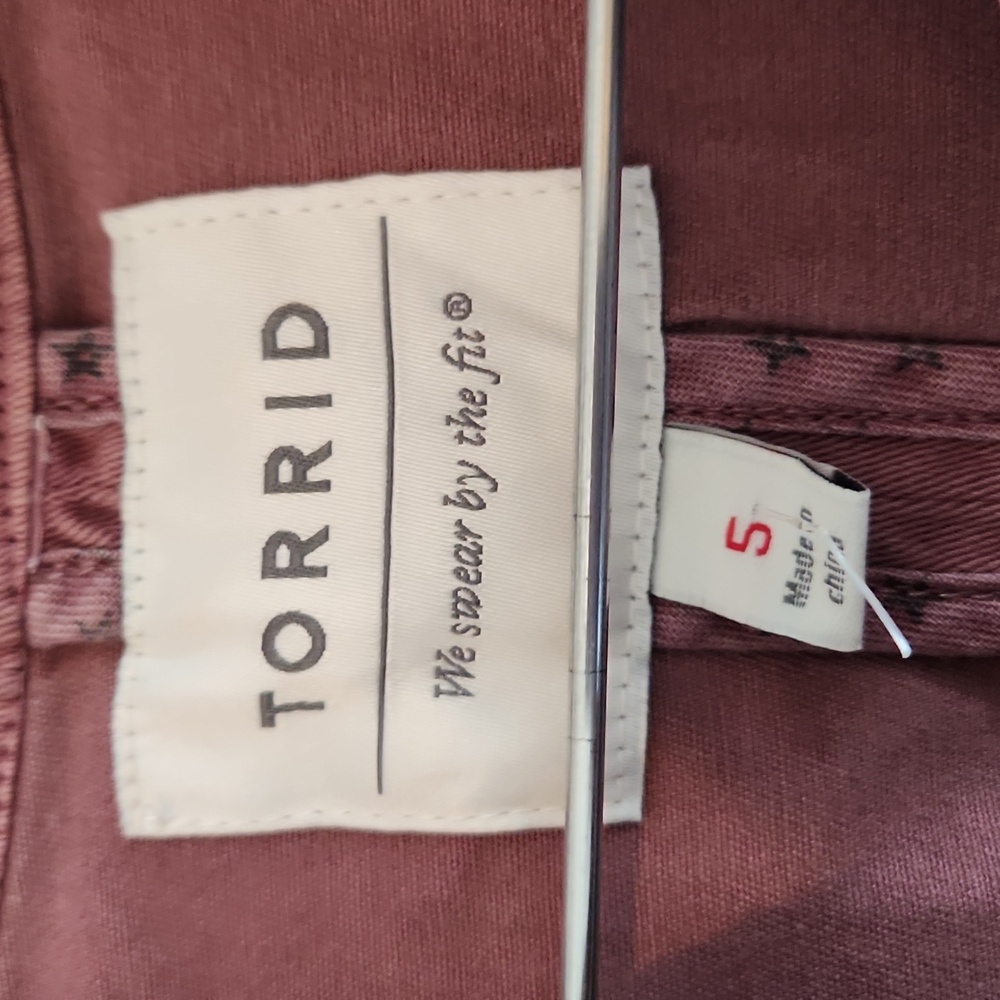 TORRID
We swear by the fit®
5
Made in
china